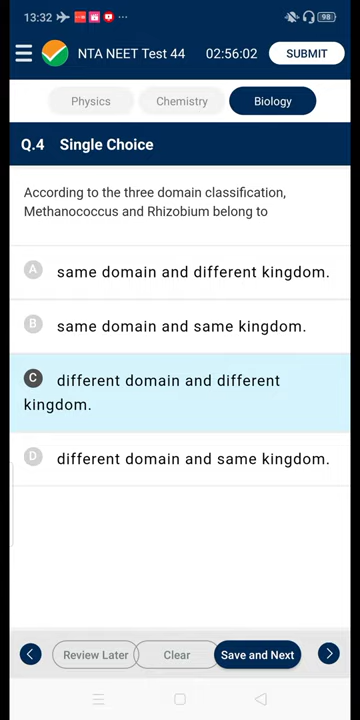 13:32
98
NTA NEET Test 44 02:56:02 SUBMIT
Physics Chemistry Biology
Q.4 Single Choice
According to the three domain classification,
Methanococcus and Rhizobium belong to
A same domain and different kingdom.
B same domain and same kingdom.
C different domain and different
kingdom.
D different domain and same kingdom.
Review Later Clear Save and Next